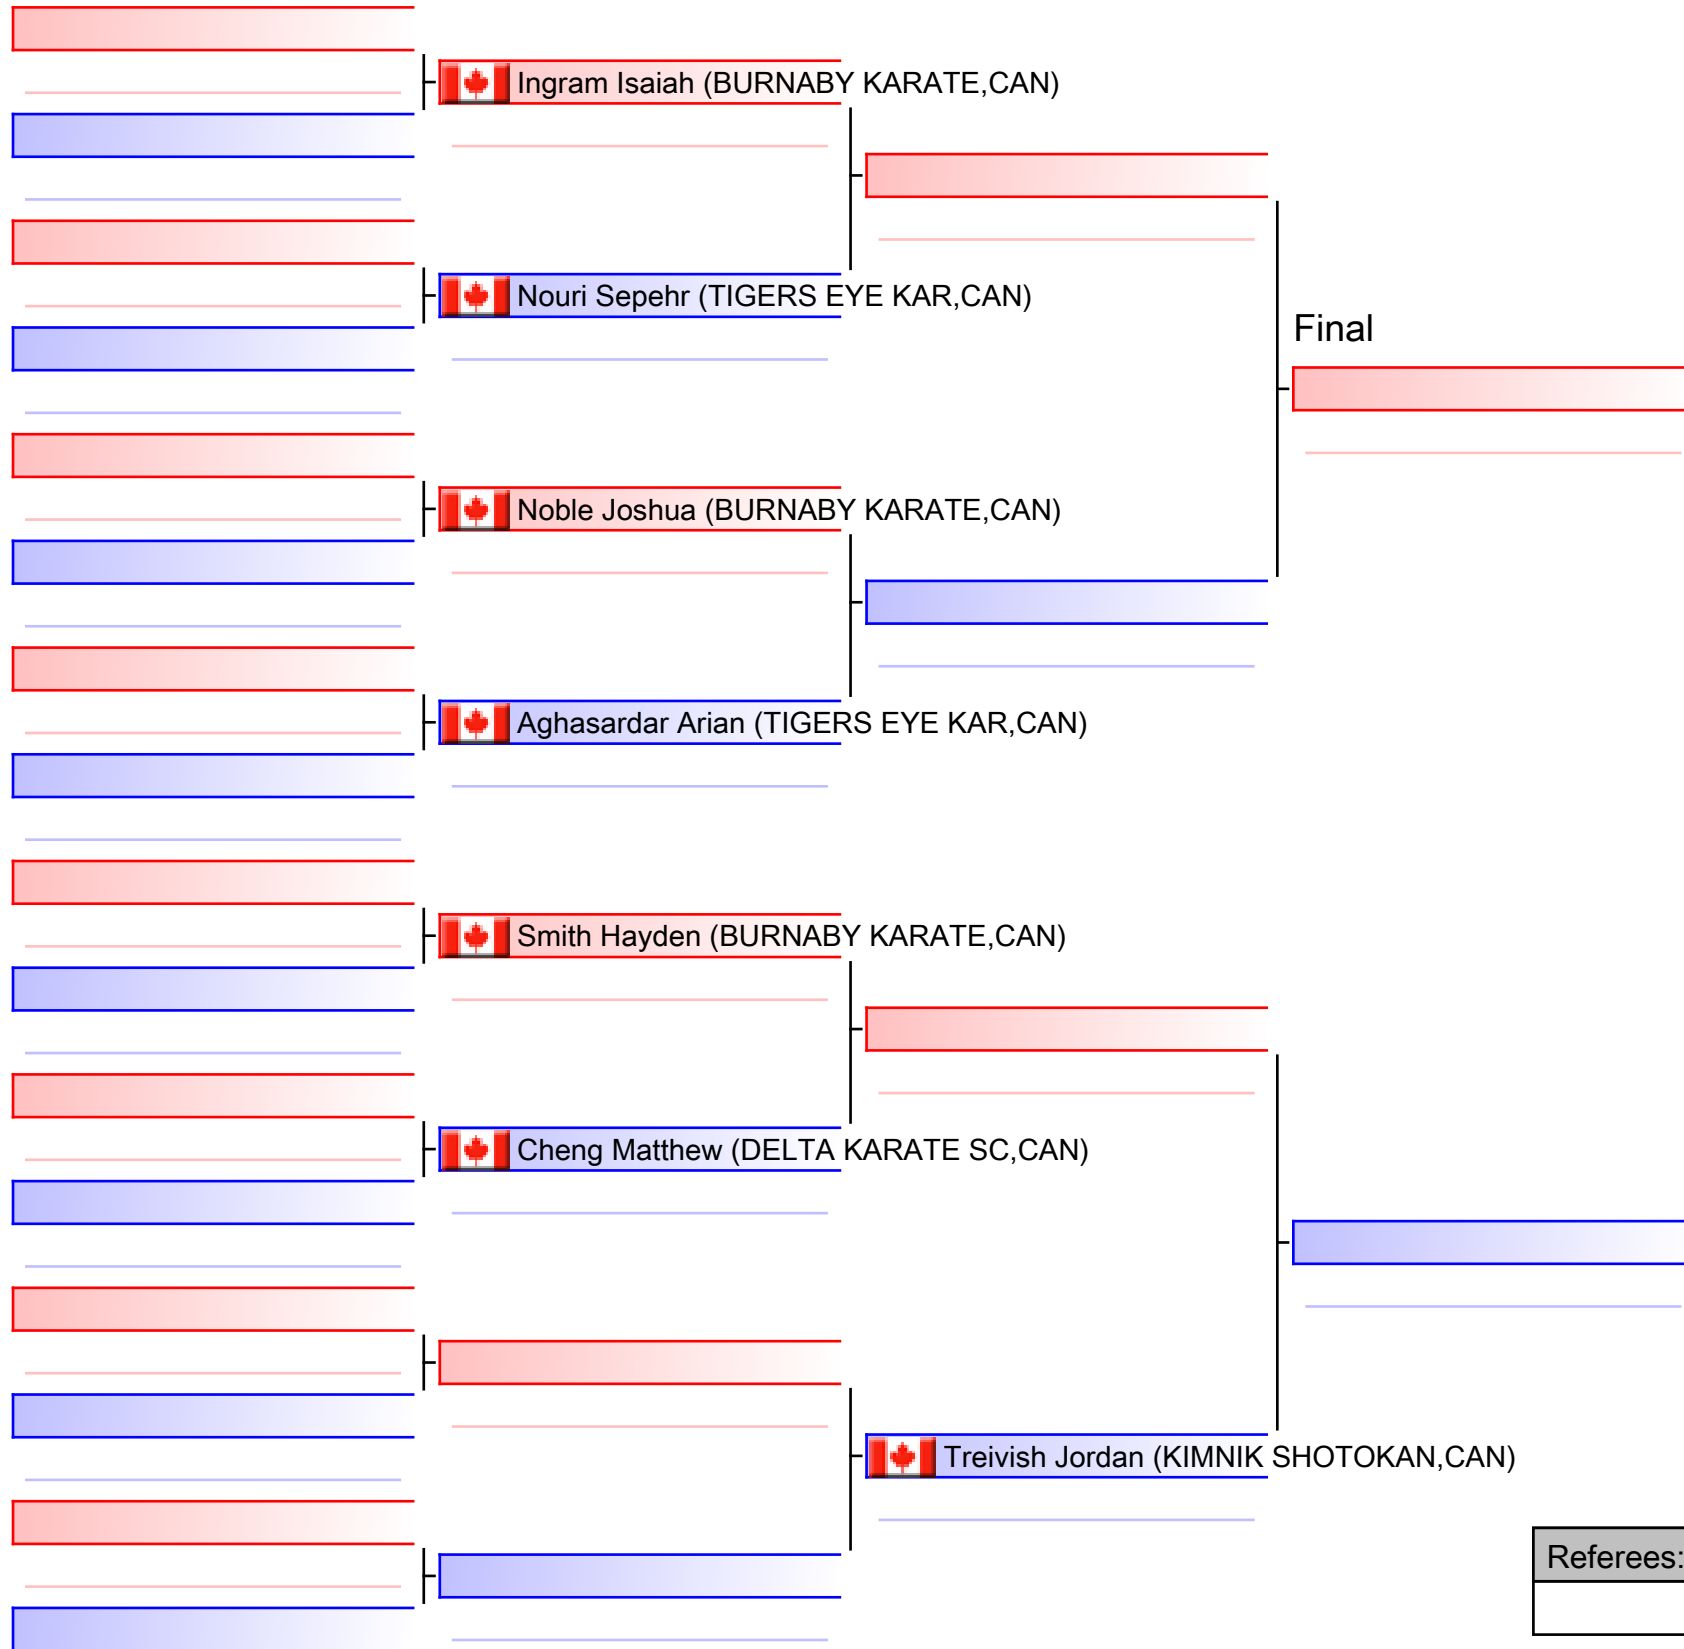 Ingram Isaiah (BURNABY KARATE,CAN)
Nouri Sepehr (TIGERS EYE KAR,CAN)
Final
Noble Joshua (BURNABY KARATE,CAN)
Aghasardar Arian (TIGERS EYE KAR,CAN)
Smith Hayden (BURNABY KARATE,CAN)
Cheng Matthew (DELTA KARATE SC,CAN)
Treivish Jordan (KIMNIK SHOTOKAN,CAN)
Referees: